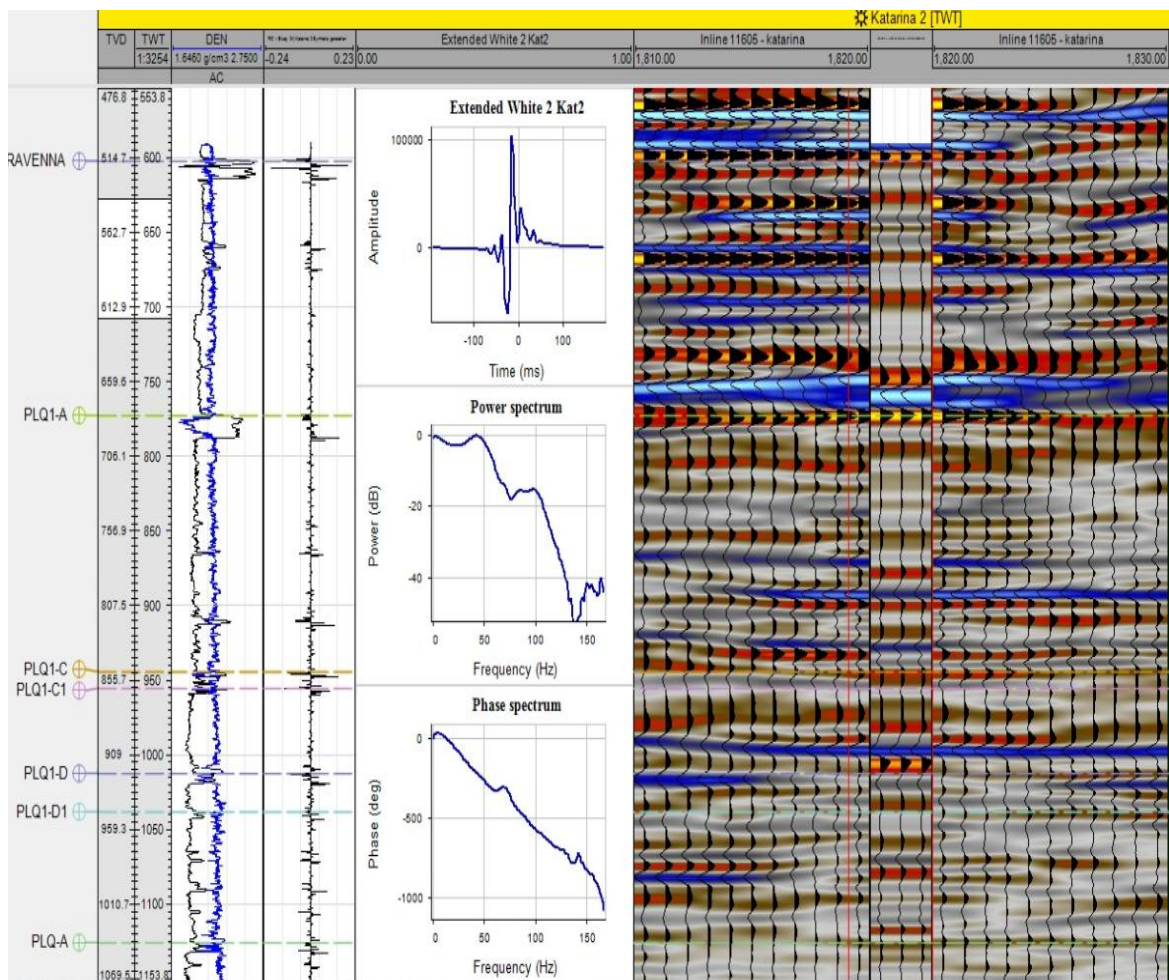 Katarina 2 [TWT]
TVD TWT DEN Extended White 2 Kat2 Inline 11605 - katarina Inline 11605 - katarina
1:3254 1.6460 g/cm3 2.7500 -0.24 0.23 0.00 1.00 1,810.00 1,820.00 1,820.00 1,830.00
AC
476.8 553.8
Extended White 2 Kat2
100000
0
Amplitude
-100 0 100
Time (ms)
RAVENNA 514.7 600
562.7 650
612.9 700
659.6 750
PLQ1-A
705.1 800
756.9 850
807.5 900
PLQ1-C
855.7 950
PLQ1-C1
909 1000
PLQ1-D
PLQ1-D1
959.3 1050
1010.7 1100
PLQ-A
1069.5 1153.8
Power spectrum
0
-20
-40
Power (dB)
0 50 100 150
Frequency (Hz)
Phase spectrum
0
-500
-1000
Phase (deg)
0 50 100 150
Frequency (Hz)